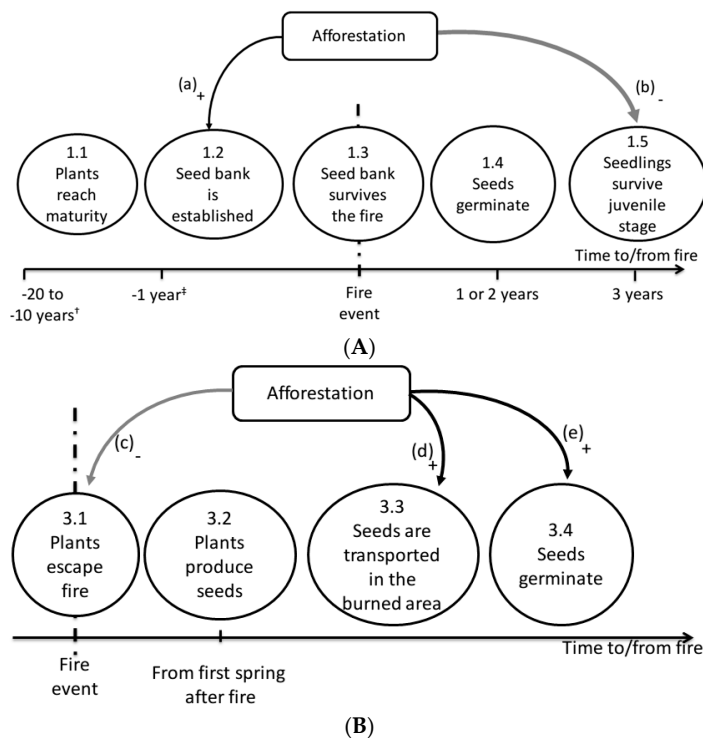 Afforestation
(a)
+
(b)
-
1.1
Plants
reach
maturity
1.2
Seed bank
is
established
1.3
Seed bank
survives
the fire
1.4
Seeds
germinate
1.5
Seedlings
survive
juvenile
stage
Time to/from fire
-20 to
-10 years†
-1 year‡
Fire
event
1 or 2 years
3 years
(A)
Afforestation
(c)
-
(d)
+
(e)
+
3.1
Plants
escape
fire
3.2
Plants
produce
seeds
3.3
Seeds are
transported
in the
burned area
3.4
Seeds
germinate
Time to/from fire
Fire
event
From first spring
after fire
(B)